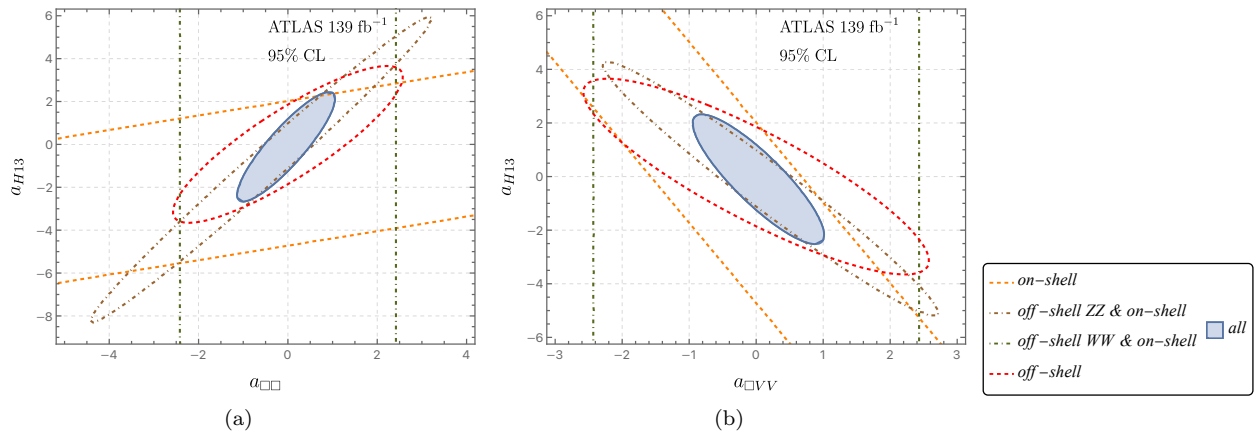 ATLAS 139 fb⁻¹
95% CL
6
4
2
0
−2
−4
−6
−8
a_{H13}
−4
−2
0
2
4
a_{□□}
(a)
ATLAS 139 fb⁻¹
95% CL
6
4
2
0
−2
−4
−6
a_{H13}
−3
−2
−1
0
1
2
3
a_{□VV}
(b)
on−shell
off−shell ZZ & on−shell
off−shell WW & on−shell
all
off−shell